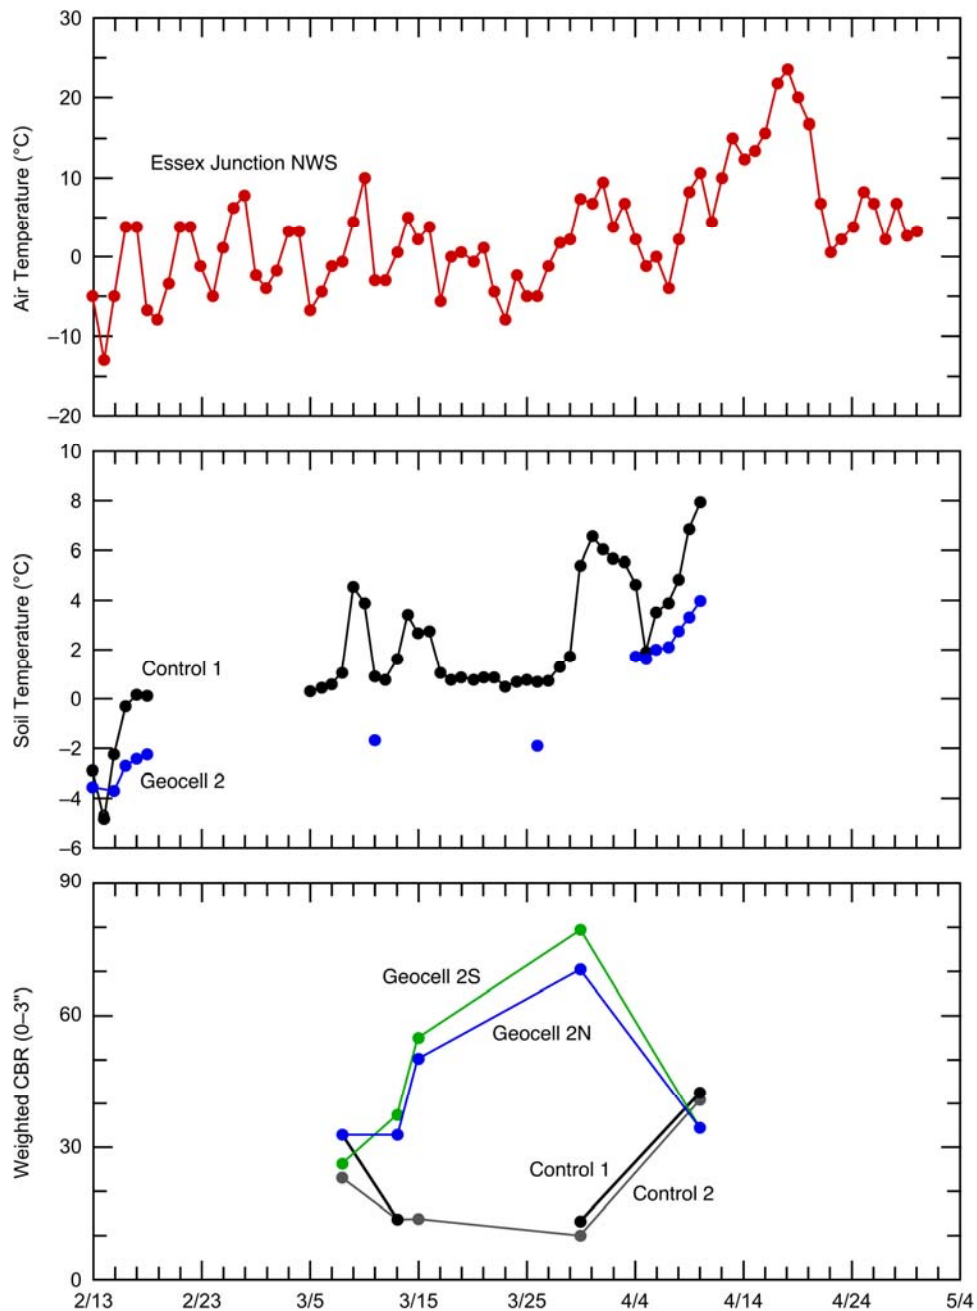 30
20
10
0
–10
–20
Air Temperature (°C)
Essex Junction NWS
10
8
6
4
2
0
–2
–4
–6
Soil Temperature (°C)
Control 1
Geocell 2
90
60
30
0
Weighted CBR (0–3")
Geocell 2S
Geocell 2N
Control 1
Control 2
2/13 2/23 3/5 3/15 3/25 4/4 4/14 4/24 5/4